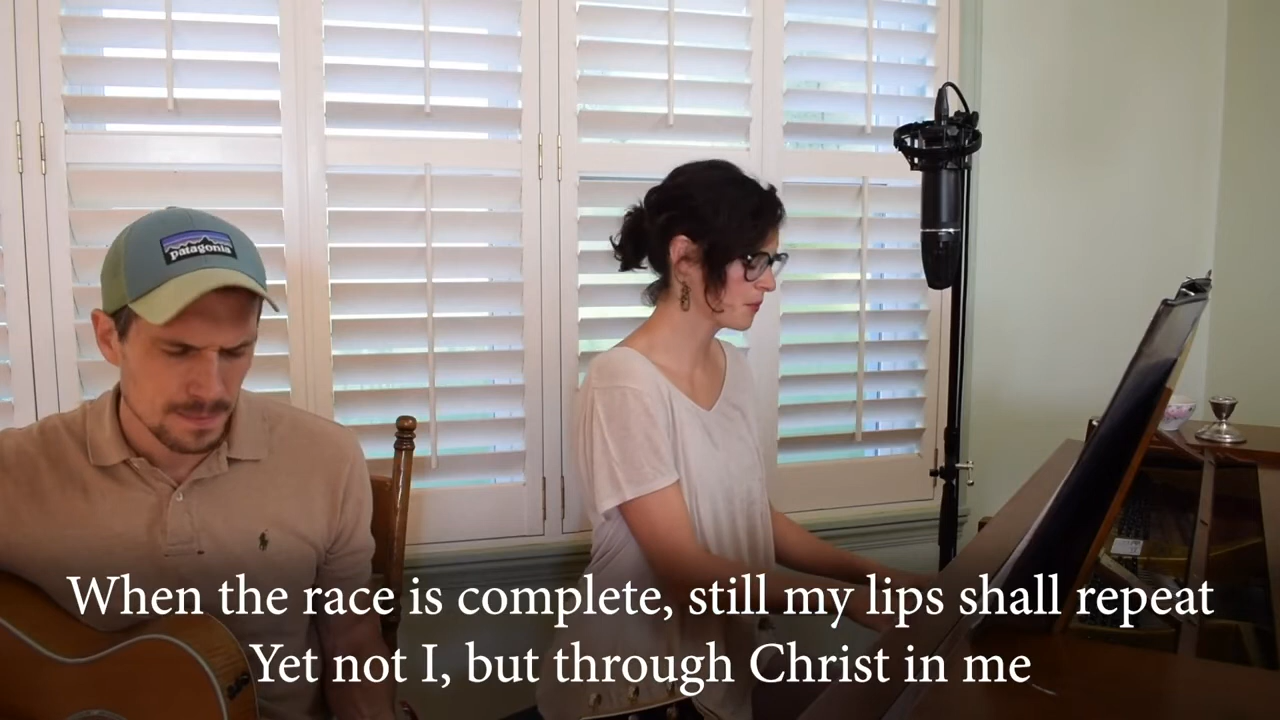 patagonia
When the race is complete, still my lips shall repeat
Yet not I, but through Christ in me